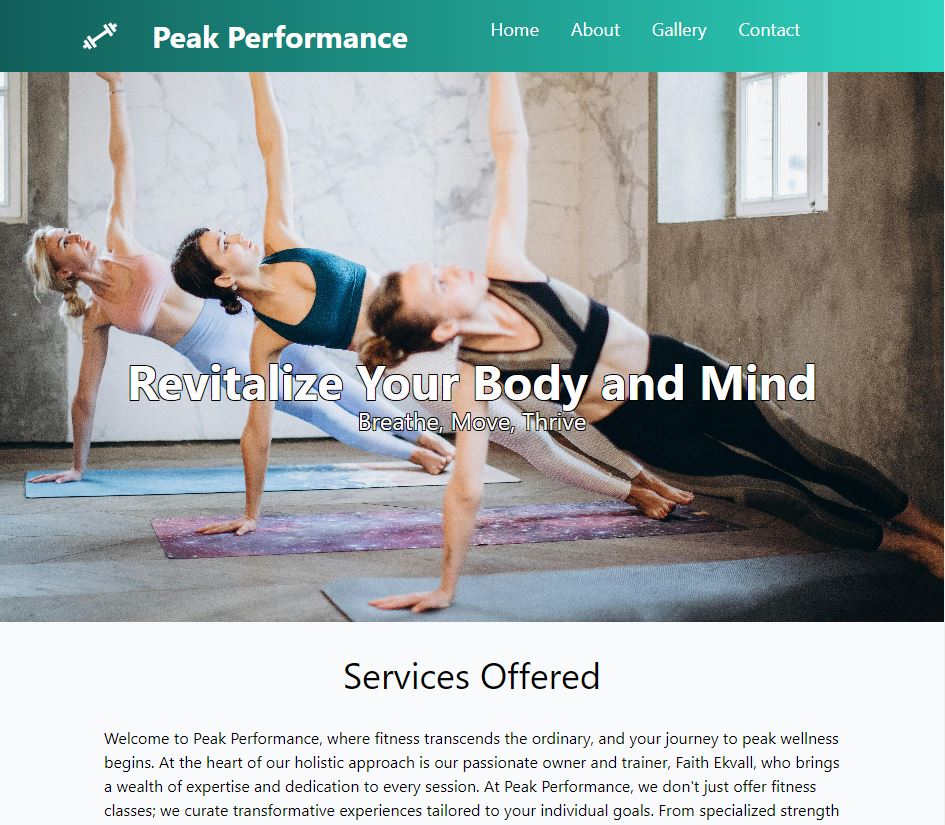 Peak Performance
Home About Gallery Contact
Revitalize Your Body and Mind
Breathe, Move, Thrive
Services Offered
Welcome to Peak Performance, where fitness transcends the ordinary, and your journey to peak wellness
begins. At the heart of our holistic approach is our passionate owner and trainer, Faith Ekvall, who brings
a wealth of expertise and dedication to every session. At Peak Performance, we don't just offer fitness
classes; we curate transformative experiences tailored to your individual goals. From specialized strength